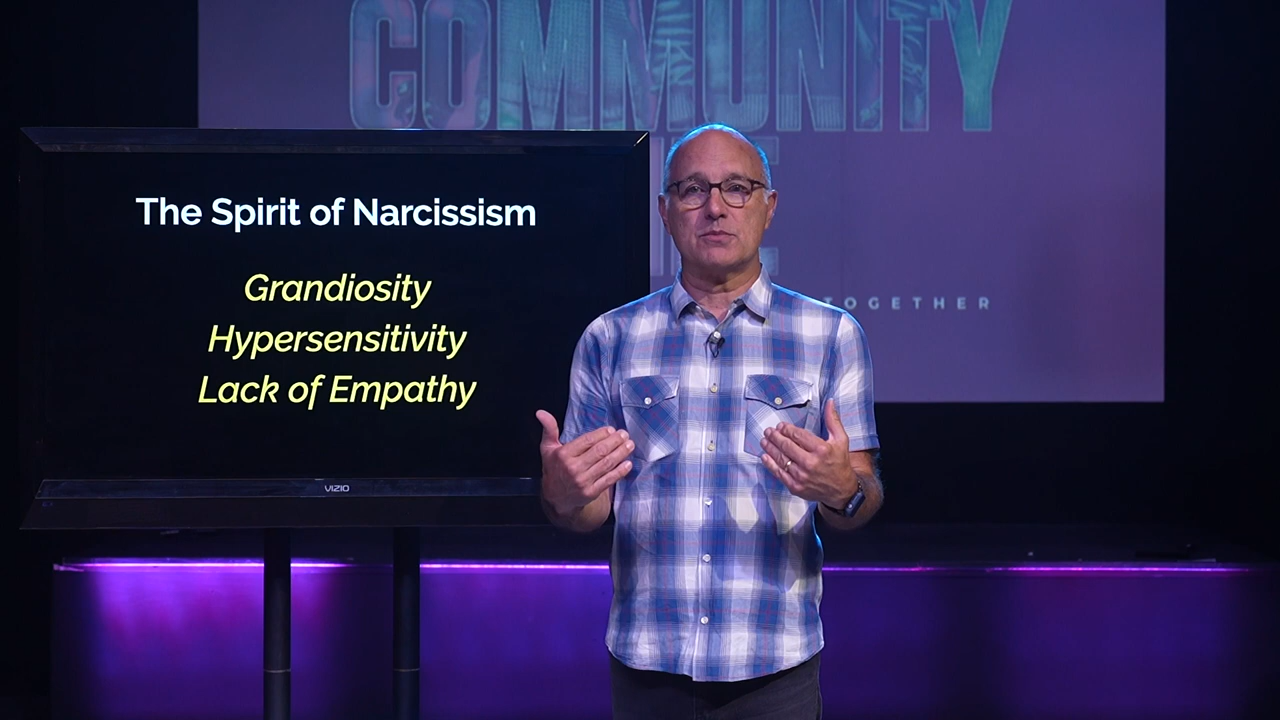 COMMUNITY
The Spirit of Narcissism
Grandiosity
Hypersensitivity
Lack of Empathy
TOGETHER
VIZIO